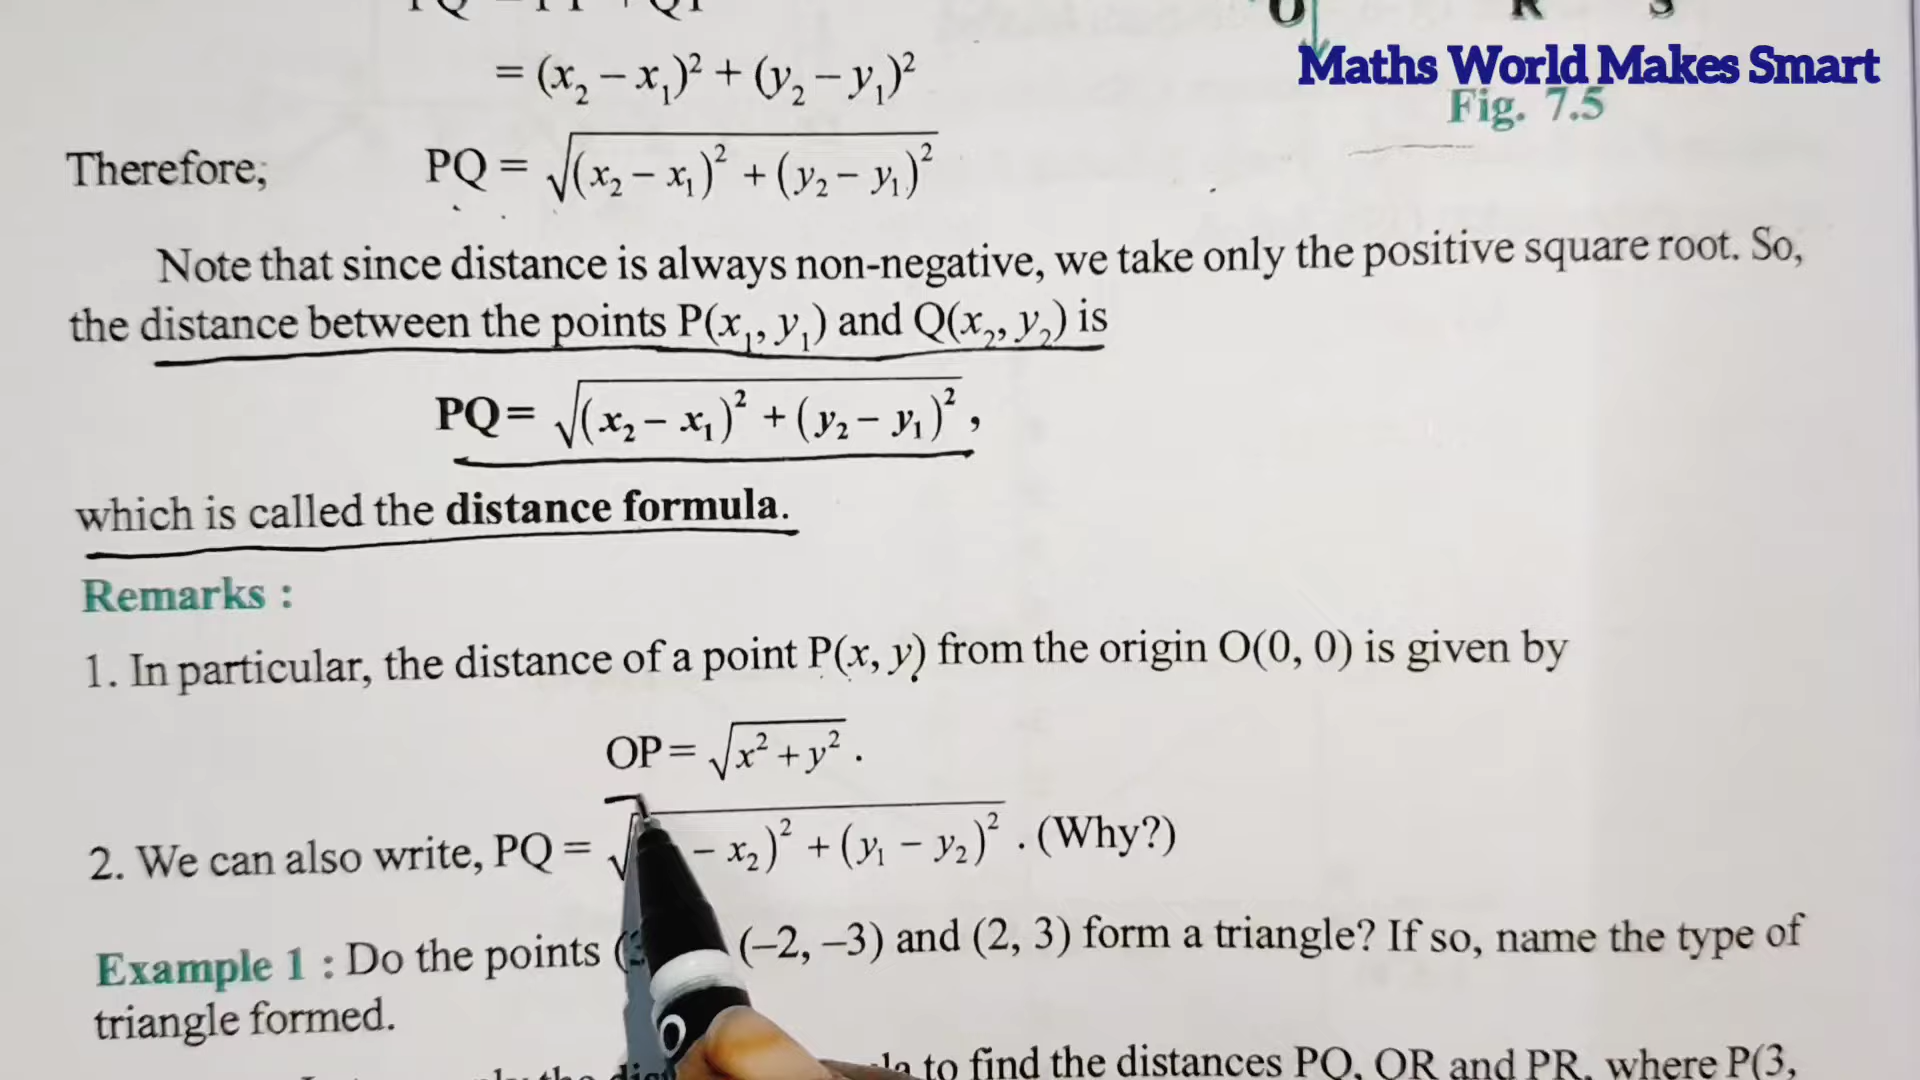 O R S
Maths World Makes Smart
= (x₂ – x₁)² + (y₂ – y₁)²
Fig. 7.5
Therefore, PQ = √(x₂ – x₁)² + (y₂ – y₁)²
Note that since distance is always non-negative, we take only the positive square root. So,
the distance between the points P(x₁, y₁) and Q(x₂, y₂) is
PQ = √(x₂ – x₁)² + (y₂ – y₁)² ,
which is called the distance formula.
Remarks :
1. In particular, the distance of a point P(x, y) from the origin O(0, 0) is given by
OP = √x² + y² .
2. We can also write, PQ = √ – x₂)² + (y₁ – y₂)² . (Why?)
Example 1 : Do the points ( (–2, –3) and (2, 3) form a triangle? If so, name the type of
triangle formed.
to find the distances PQ, QR and PR, where P(3,